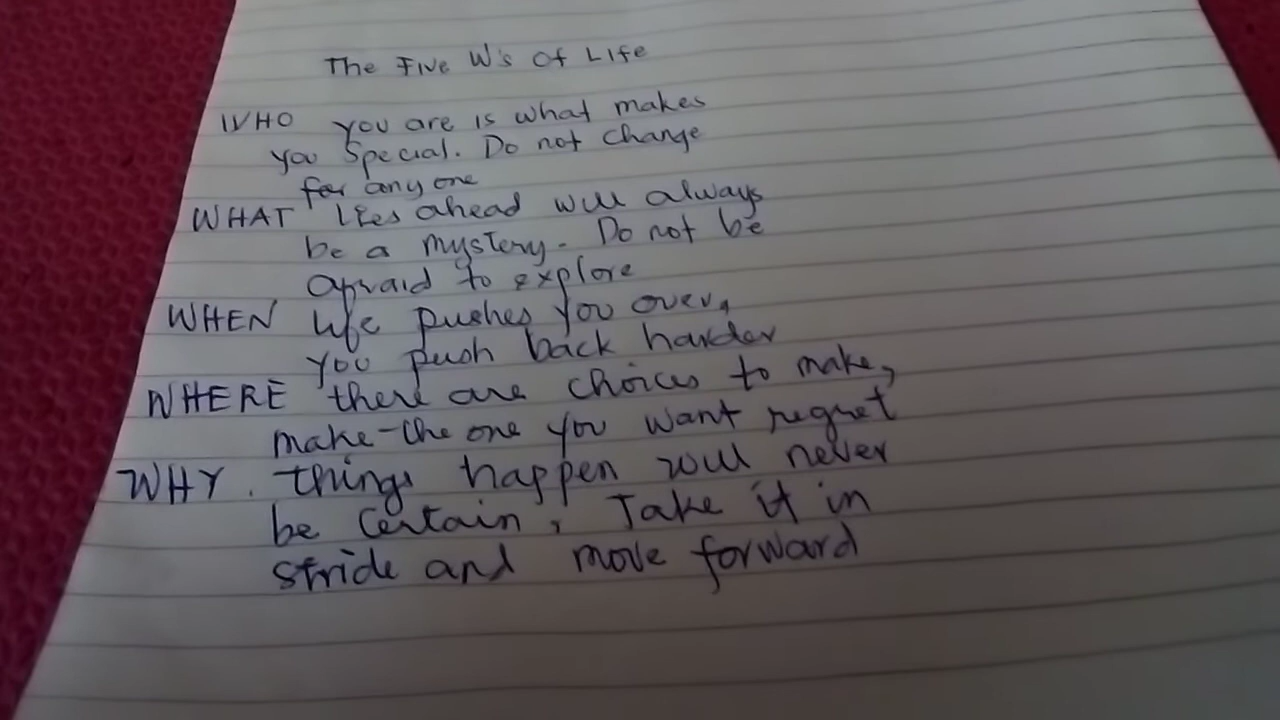 The Five W's Of Life
WHO you are is what makes
you Special. Do not change
for anyone
WHAT lies ahead will always
be a mystery. Do not be
afraid to explore
WHEN life pushes you over,
you push back harder
WHERE there are choices to make,
make the one you want regret
WHY. things happen will never
be certain, Take it in
stride and move forward